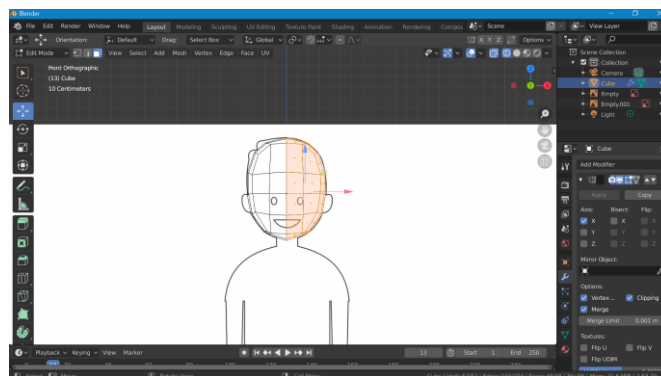 Blender
File Edit Render Window Help Layout Modeling Sculpting UV Editing Texture Paint Shading Animation Rendering Scene View Layer
Orientation: Default Drag: Select Box Global X Y Z Options
Edit Mode View Select Add Mesh Vertex Edge Face UV
Front Orthographic
(13) Cube
10 Centimeters
Scene Collection
Collection
Camera
Cube
Empty
Empty.001
Light
Cube
Add Modifier
Apply Copy
Axis: Bisect: Flip:
X X X
Y Y Y
Z Z Z
Mirror Object:
Options:
Vertex .. Clipping
Merge
Merge Limit 0.001 m
Textures:
Flip U Flip V
Flip UDIM
Playback Keying View Marker 13 Start 1 End 250